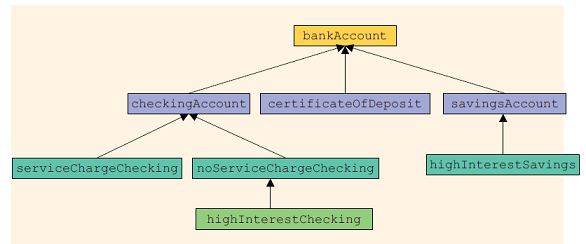 bankAccount
checkingAccount
certificateOfDeposit
savingsAccount
serviceChargeChecking
noServiceChargeChecking
highInterestSavings
highInterestChecking